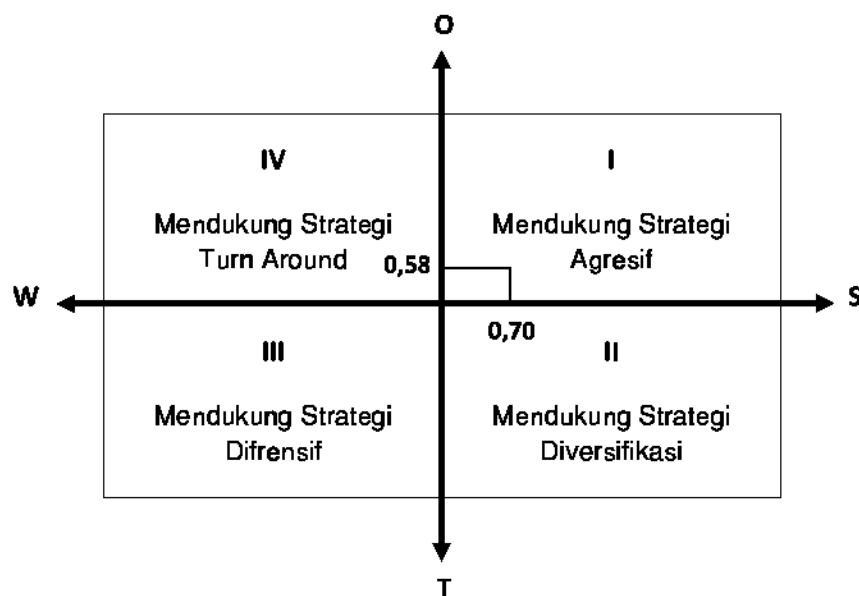 O
IV
Mendukung Strategi
Turn Around
I
Mendukung Strategi
Agresif
0,58
W
S
0,70
III
Mendukung Strategi
Difrensif
II
Mendukung Strategi
Diversifikasi
T